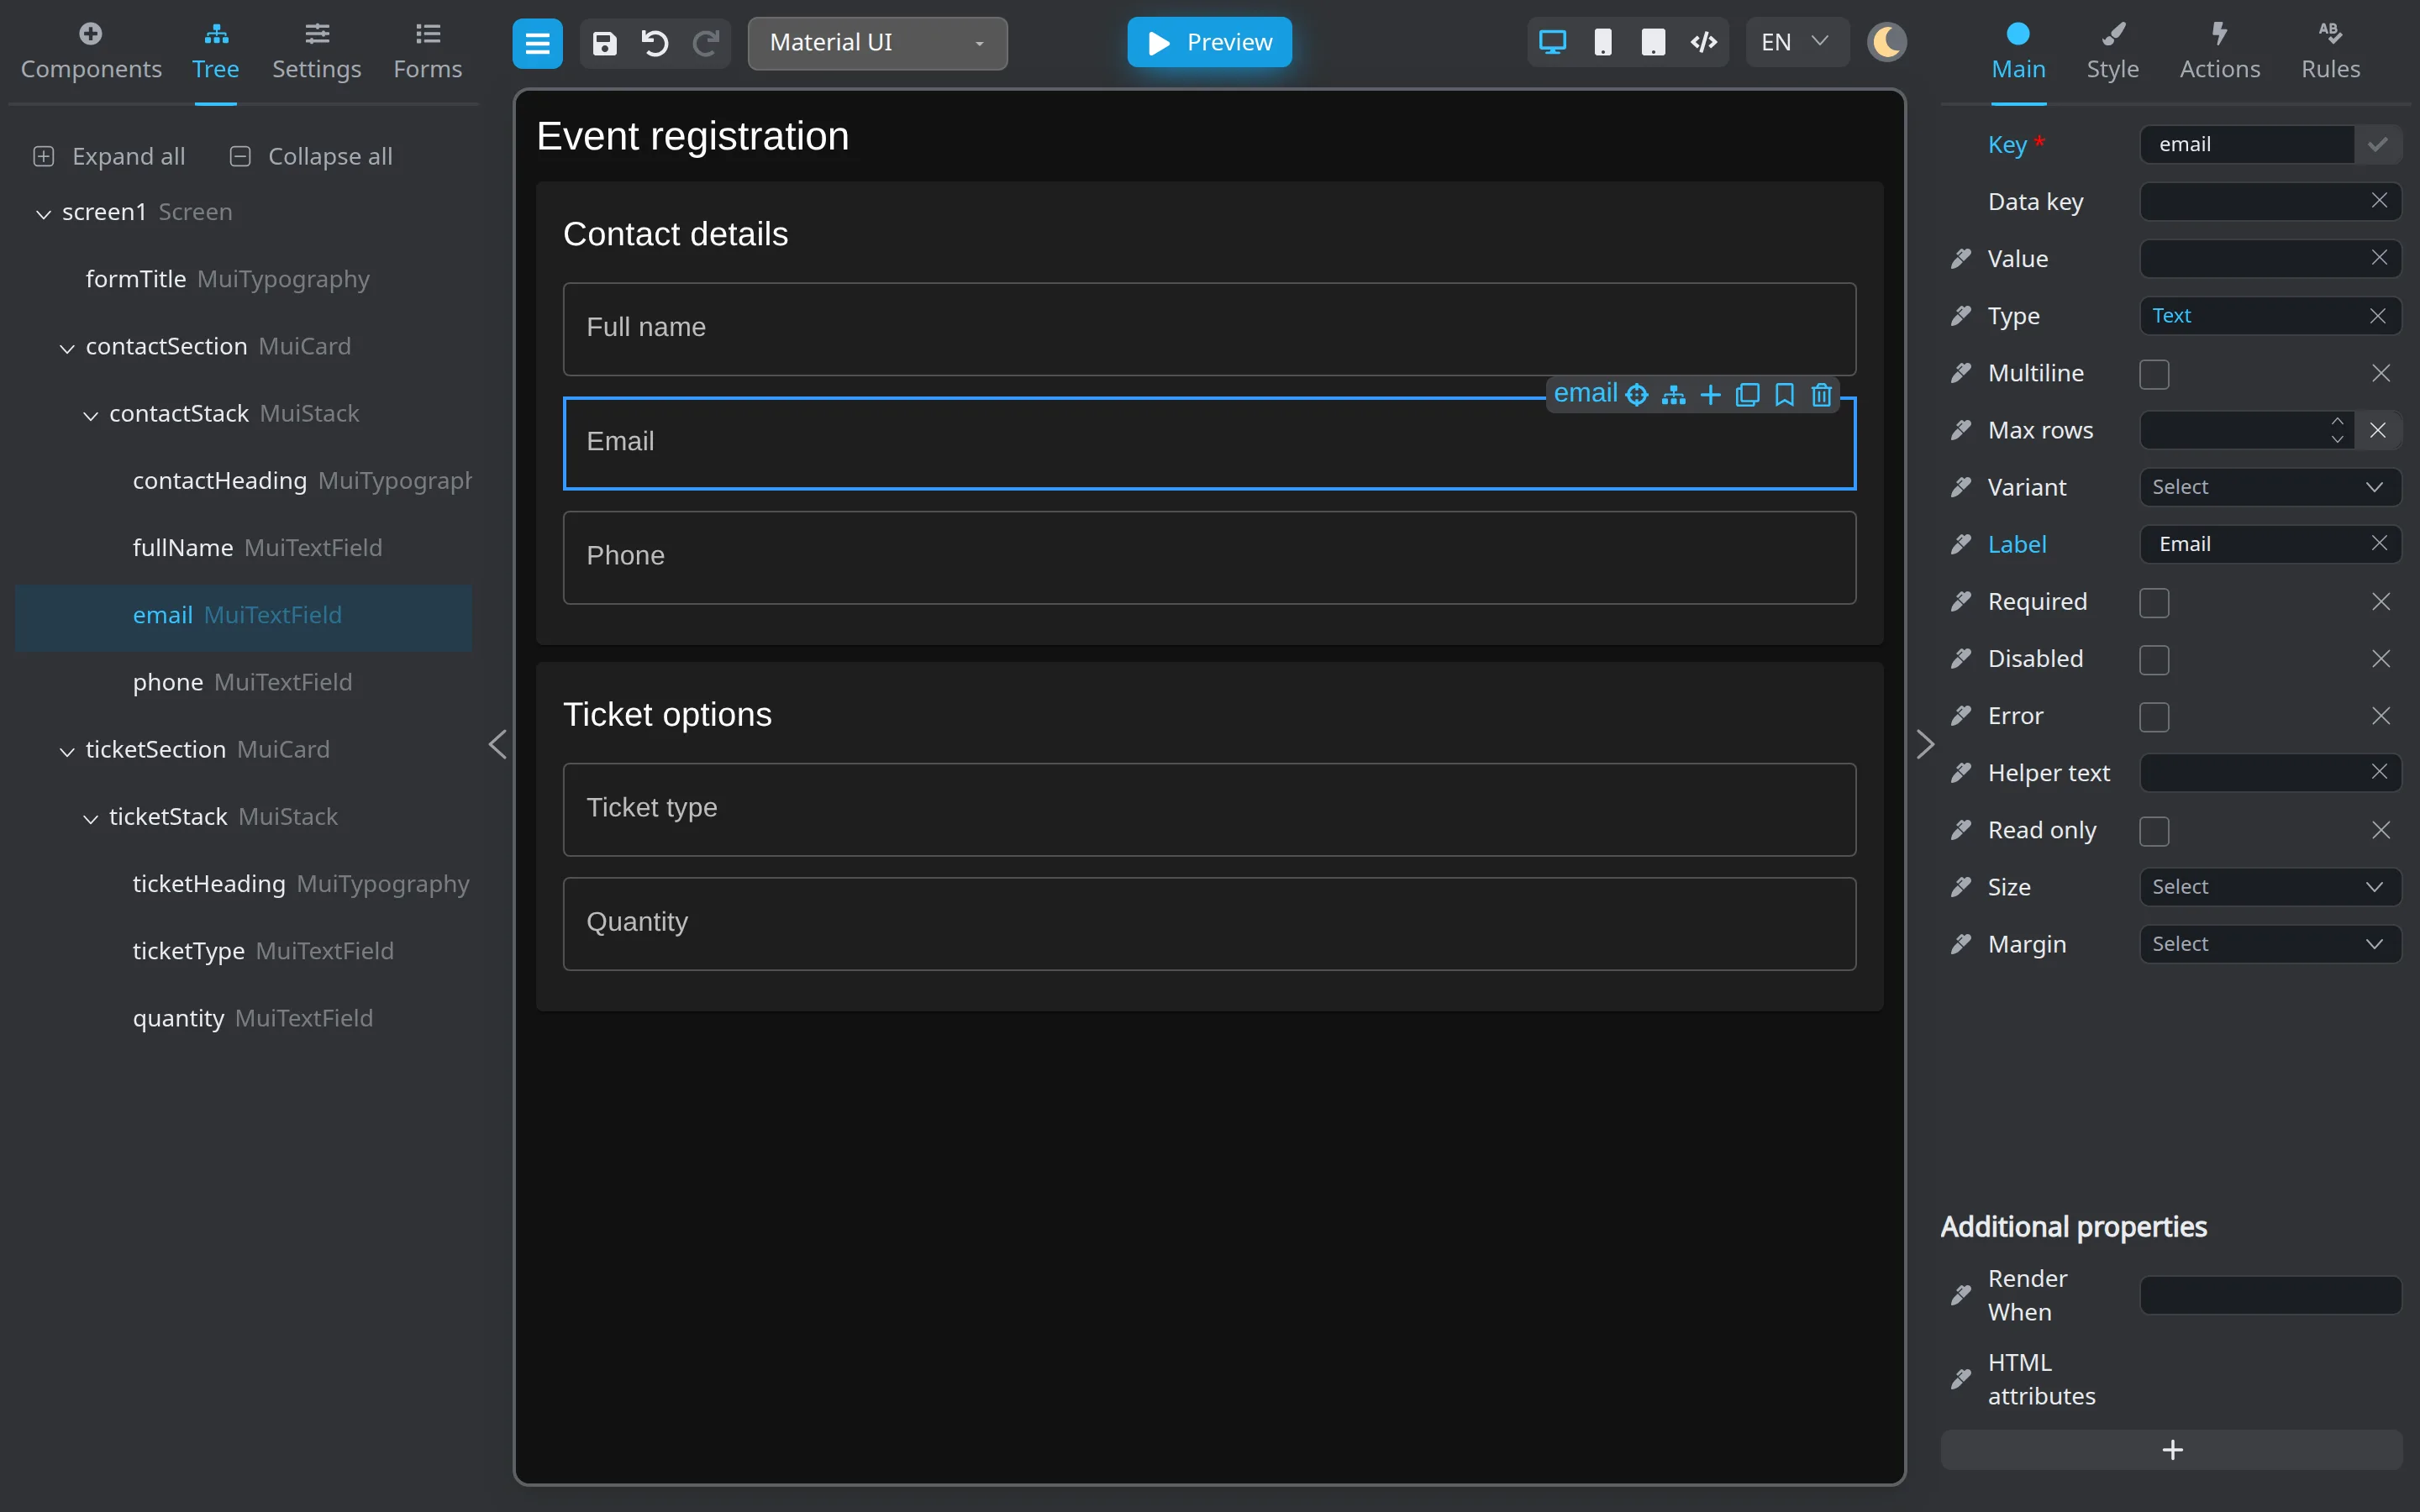 Components
Tree
Settings
Forms
Material UI
Preview
EN
Main
Style
Actions
AB
Rules
Expand all
Collapse all
screen1 Screen
formTitle MuiTypography
contactSection MuiCard
contactStack MuiStack
contactHeading MuiTypograph
fullName MuiTextField
email MuiTextField
phone MuiTextField
ticketSection MuiCard
ticketStack MuiStack
ticketHeading MuiTypography
ticketType MuiTextField
quantity MuiTextField
Event registration
Contact details
Full name
email
Email
Phone
Ticket options
Ticket type
Quantity
Key * email
Data key
Value
Type Text
Multiline
Max rows
Variant Select
Label Email
Required
Disabled
Error
Helper text
Read only
Size Select
Margin Select
Additional properties
Render
When
HTML
attributes